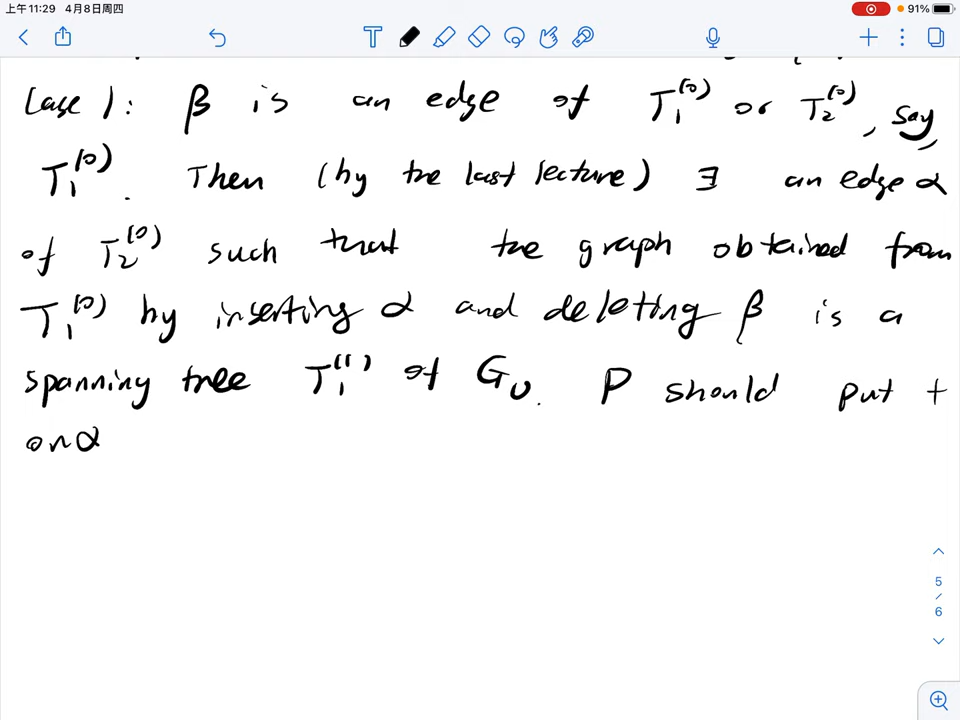 上午11:29 4月8日周四
91%
Case 1: β is an edge of T₁⁽⁰⁾ or T₂⁽⁰⁾, say,
T₁⁽⁰⁾. Then (by the last lecture) ∃ an edge α
of T₂⁽⁰⁾ such that the graph obtained from
T₁⁽⁰⁾ by inserting α and deleting β is a
spanning tree T₁⁽¹⁾ of G₀. P should put +
on α
5
/
6